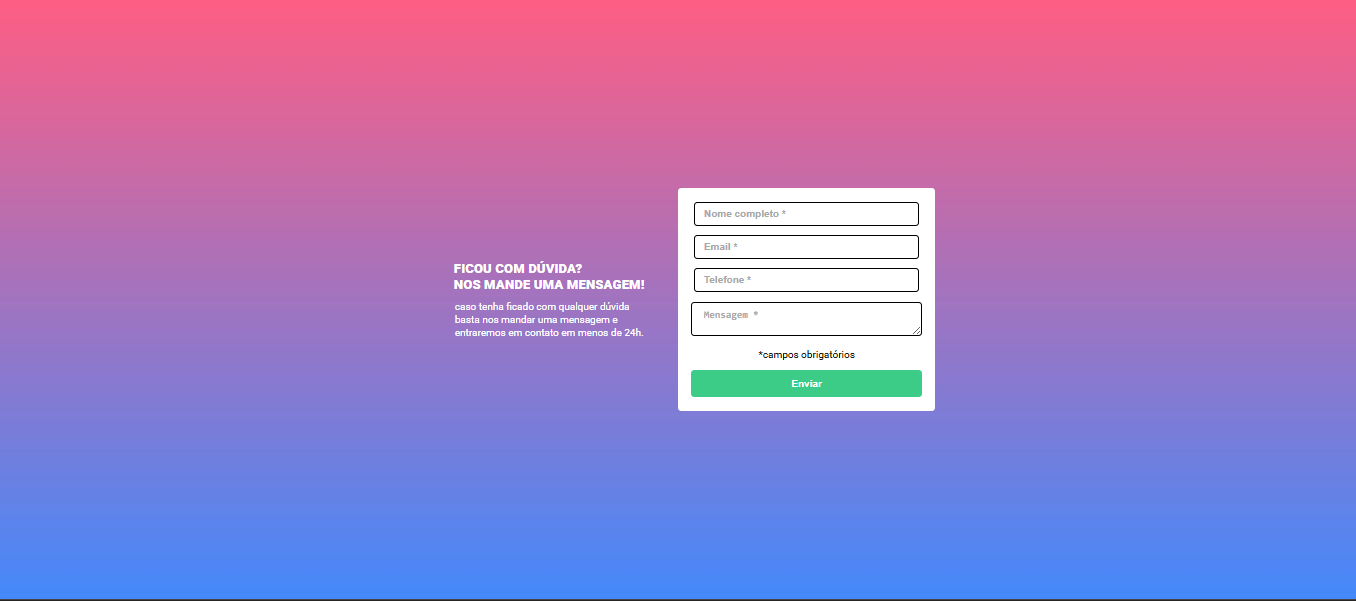 FICOU COM DÚVIDA?
NOS MANDE UMA MENSAGEM!
caso tenha ficado com qualquer dúvida
basta nos mandar uma mensagem e
entraremos em contato em menos de 24h.
Nome completo *
Email *
Telefone *
Mensagem *
*campos obrigatórios
Enviar